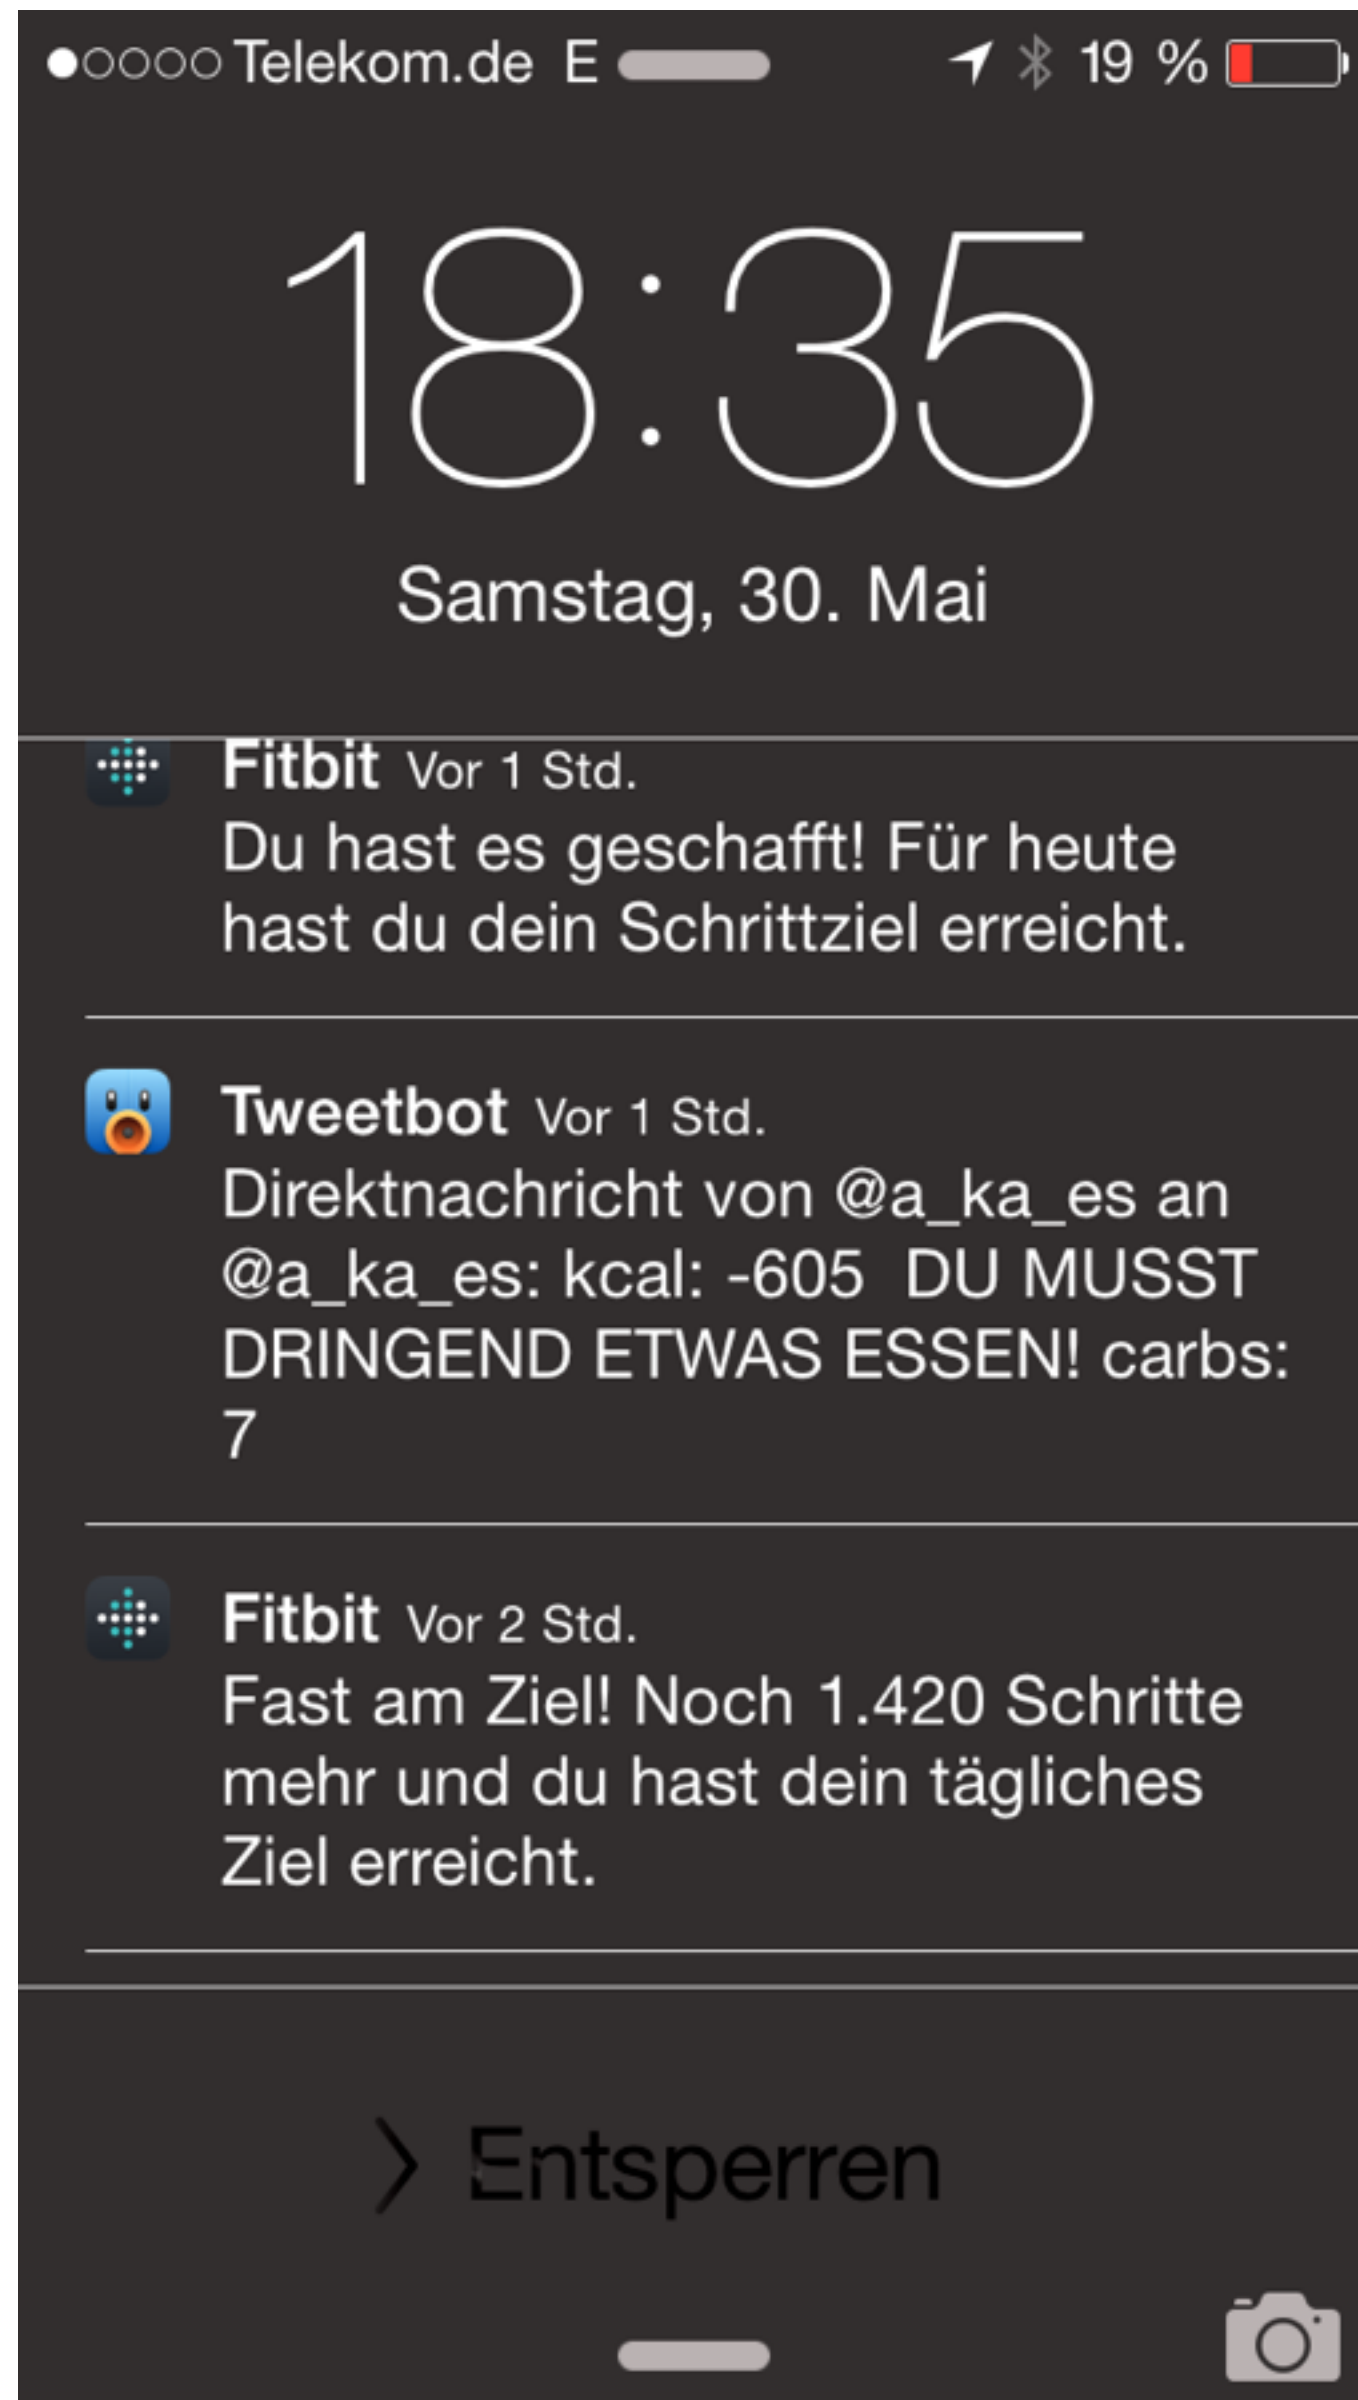 Telekom.de E 19 %
18:35
Samstag, 30. Mai
Fitbit Vor 1 Std.
Du hast es geschafft! Für heute
hast du dein Schrittziel erreicht.
Tweetbot Vor 1 Std.
Direktnachricht von @a_ka_es an
@a_ka_es: kcal: -605  DU MUSST
DRINGEND ETWAS ESSEN! carbs:
7
Fitbit Vor 2 Std.
Fast am Ziel! Noch 1.420 Schritte
mehr und du hast dein tägliches
Ziel erreicht.
Entsperren